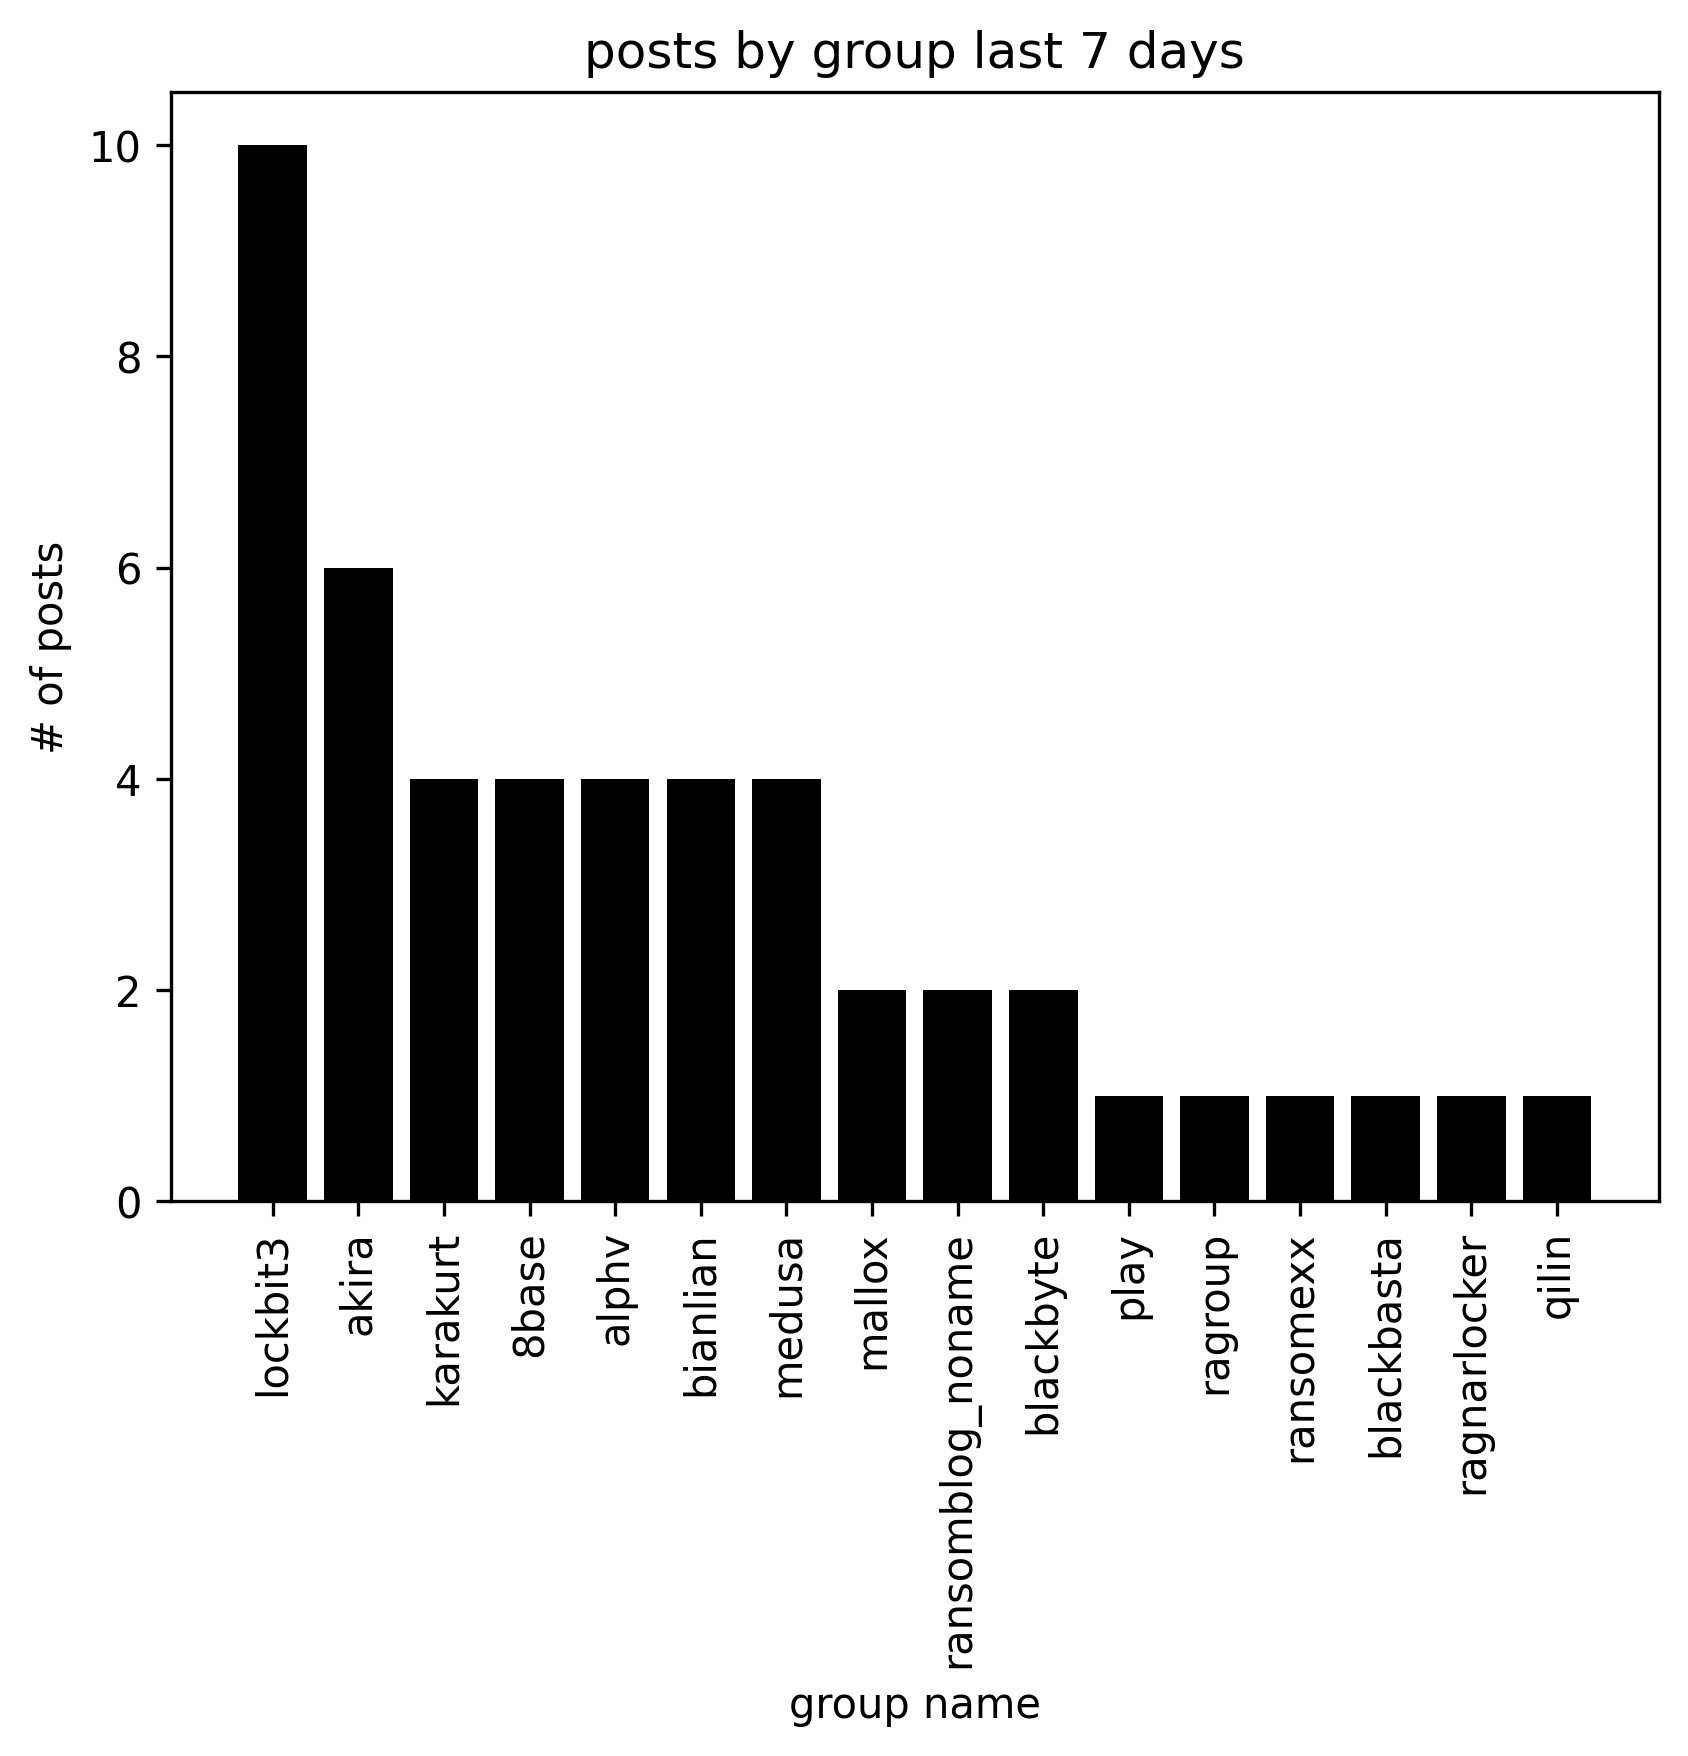 posts by group last 7 days
10
8
6
4
2
0
# of posts
lockbit3
akira
karakurt
8base
alphv
bianlian
medusa
mallox
ransomblog_noname
blackbyte
play
ragroup
ransomexx
blackbasta
ragnarlocker
qilin
group name